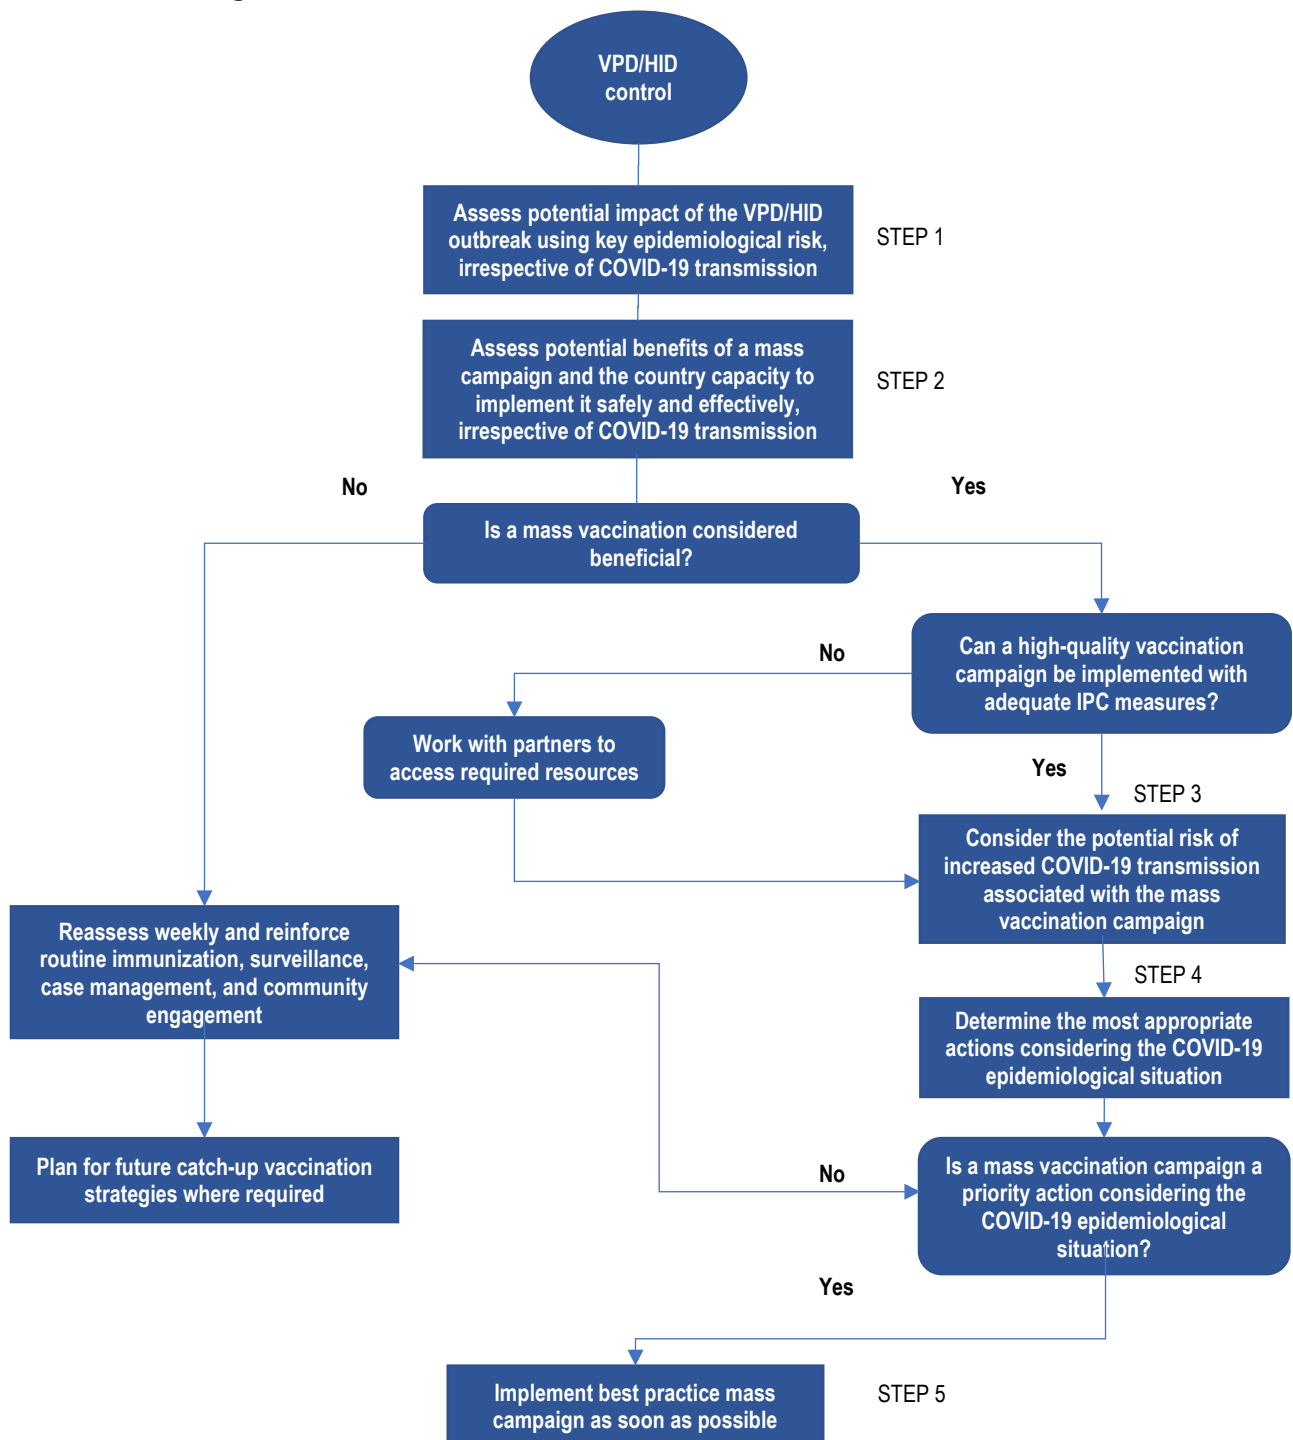 VPD/HID
control
Assess potential impact of the VPD/HID
outbreak using key epidemiological risk,
irrespective of COVID-19 transmission
STEP 1
Assess potential benefits of a mass
campaign and the country capacity to
implement it safely and effectively,
irrespective of COVID-19 transmission
STEP 2
No
Yes
Is a mass vaccination considered
beneficial?
Can a high-quality vaccination
campaign be implemented with
adequate IPC measures?
No
Work with partners to
access required resources
Yes
STEP 3
Consider the potential risk of
increased COVID-19 transmission
associated with the mass
vaccination campaign
Reassess weekly and reinforce
routine immunization, surveillance,
case management, and community
engagement
STEP 4
Determine the most appropriate
actions considering the COVID-19
epidemiological situation
Plan for future catch-up vaccination
strategies where required
No
Is a mass vaccination campaign a
priority action considering the
COVID-19 epidemiological
situation?
Yes
Implement best practice mass
campaign as soon as possible
STEP 5